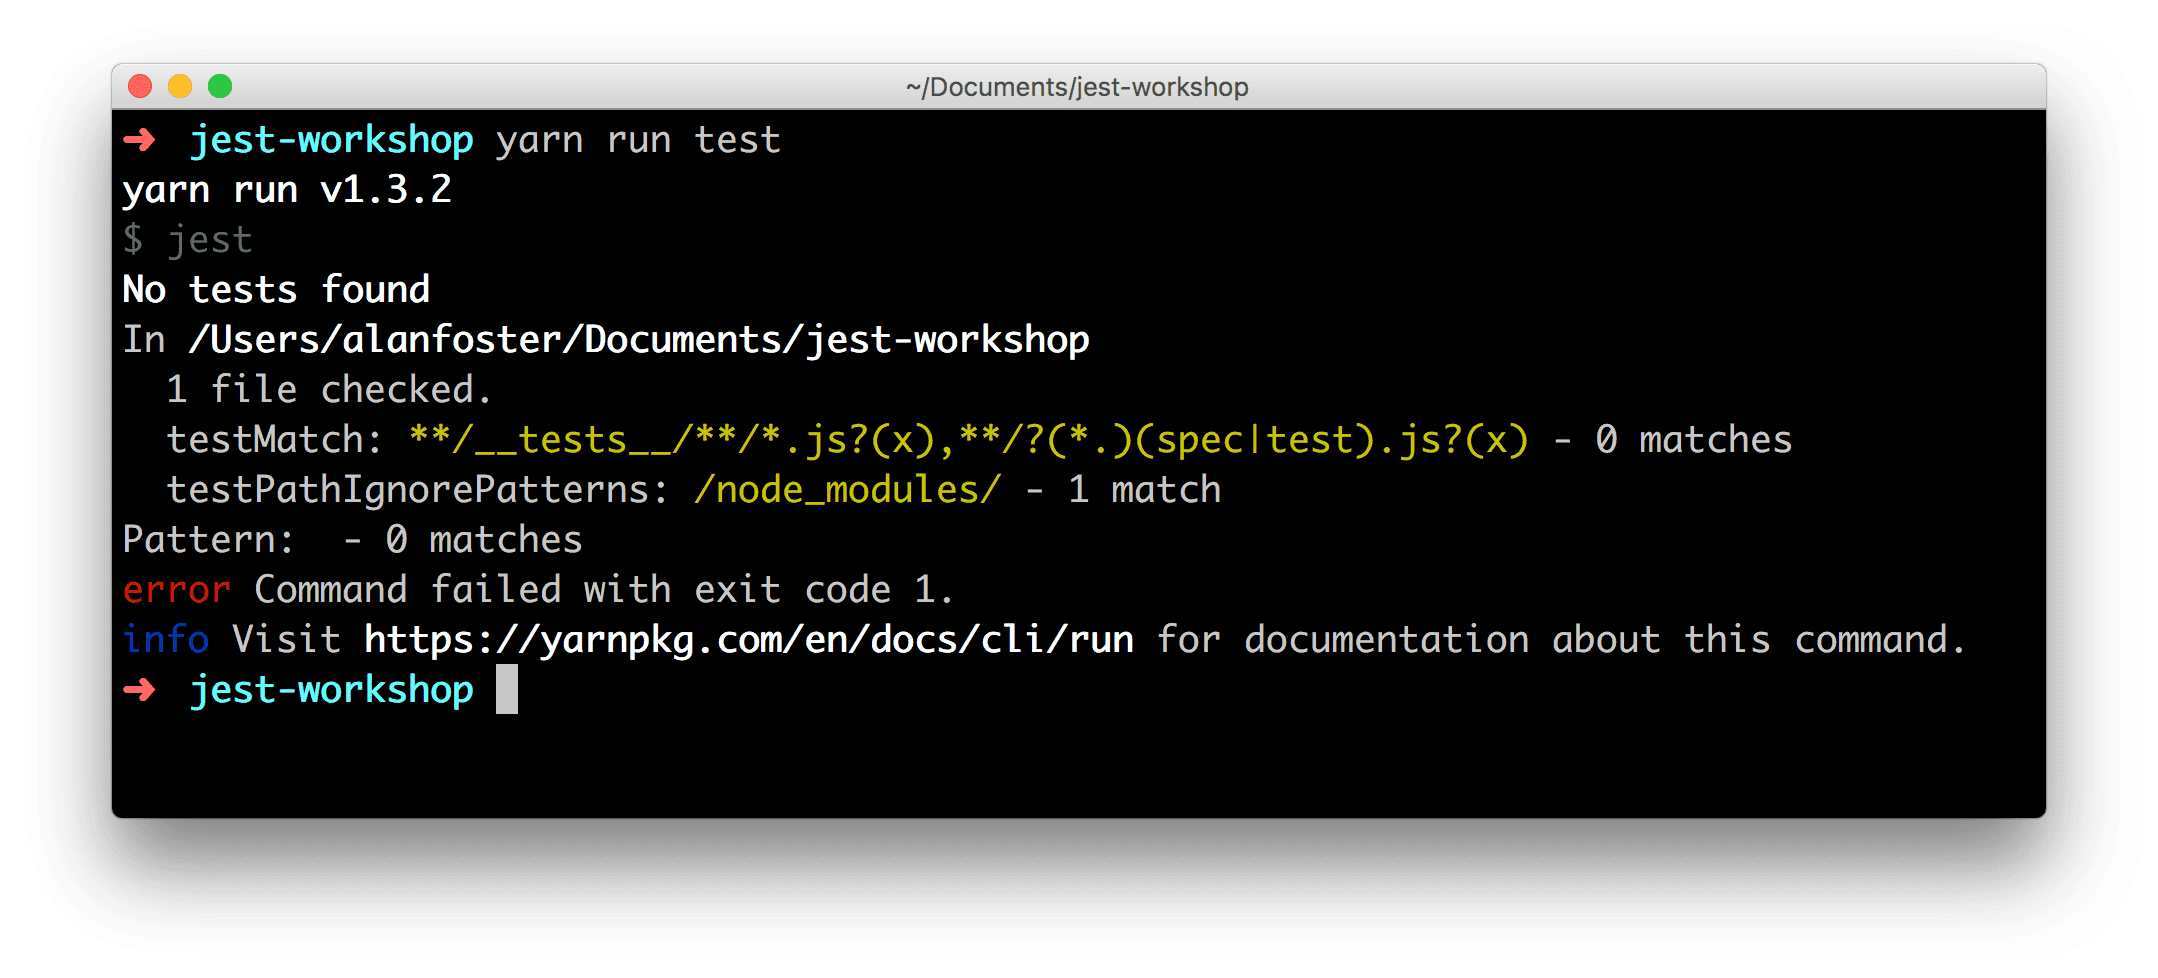 ~/Documents/jest-workshop
➜ jest-workshop yarn run test
yarn run v1.3.2
$ jest
No tests found
In /Users/alanfoster/Documents/jest-workshop
  1 file checked.
  testMatch: **/__tests__/**/*.js?(x),**/?(*.)(spec|test).js?(x) - 0 matches
  testPathIgnorePatterns: /node_modules/ - 1 match
Pattern:  - 0 matches
error Command failed with exit code 1.
info Visit https://yarnpkg.com/en/docs/cli/run for documentation about this command.
➜ jest-workshop